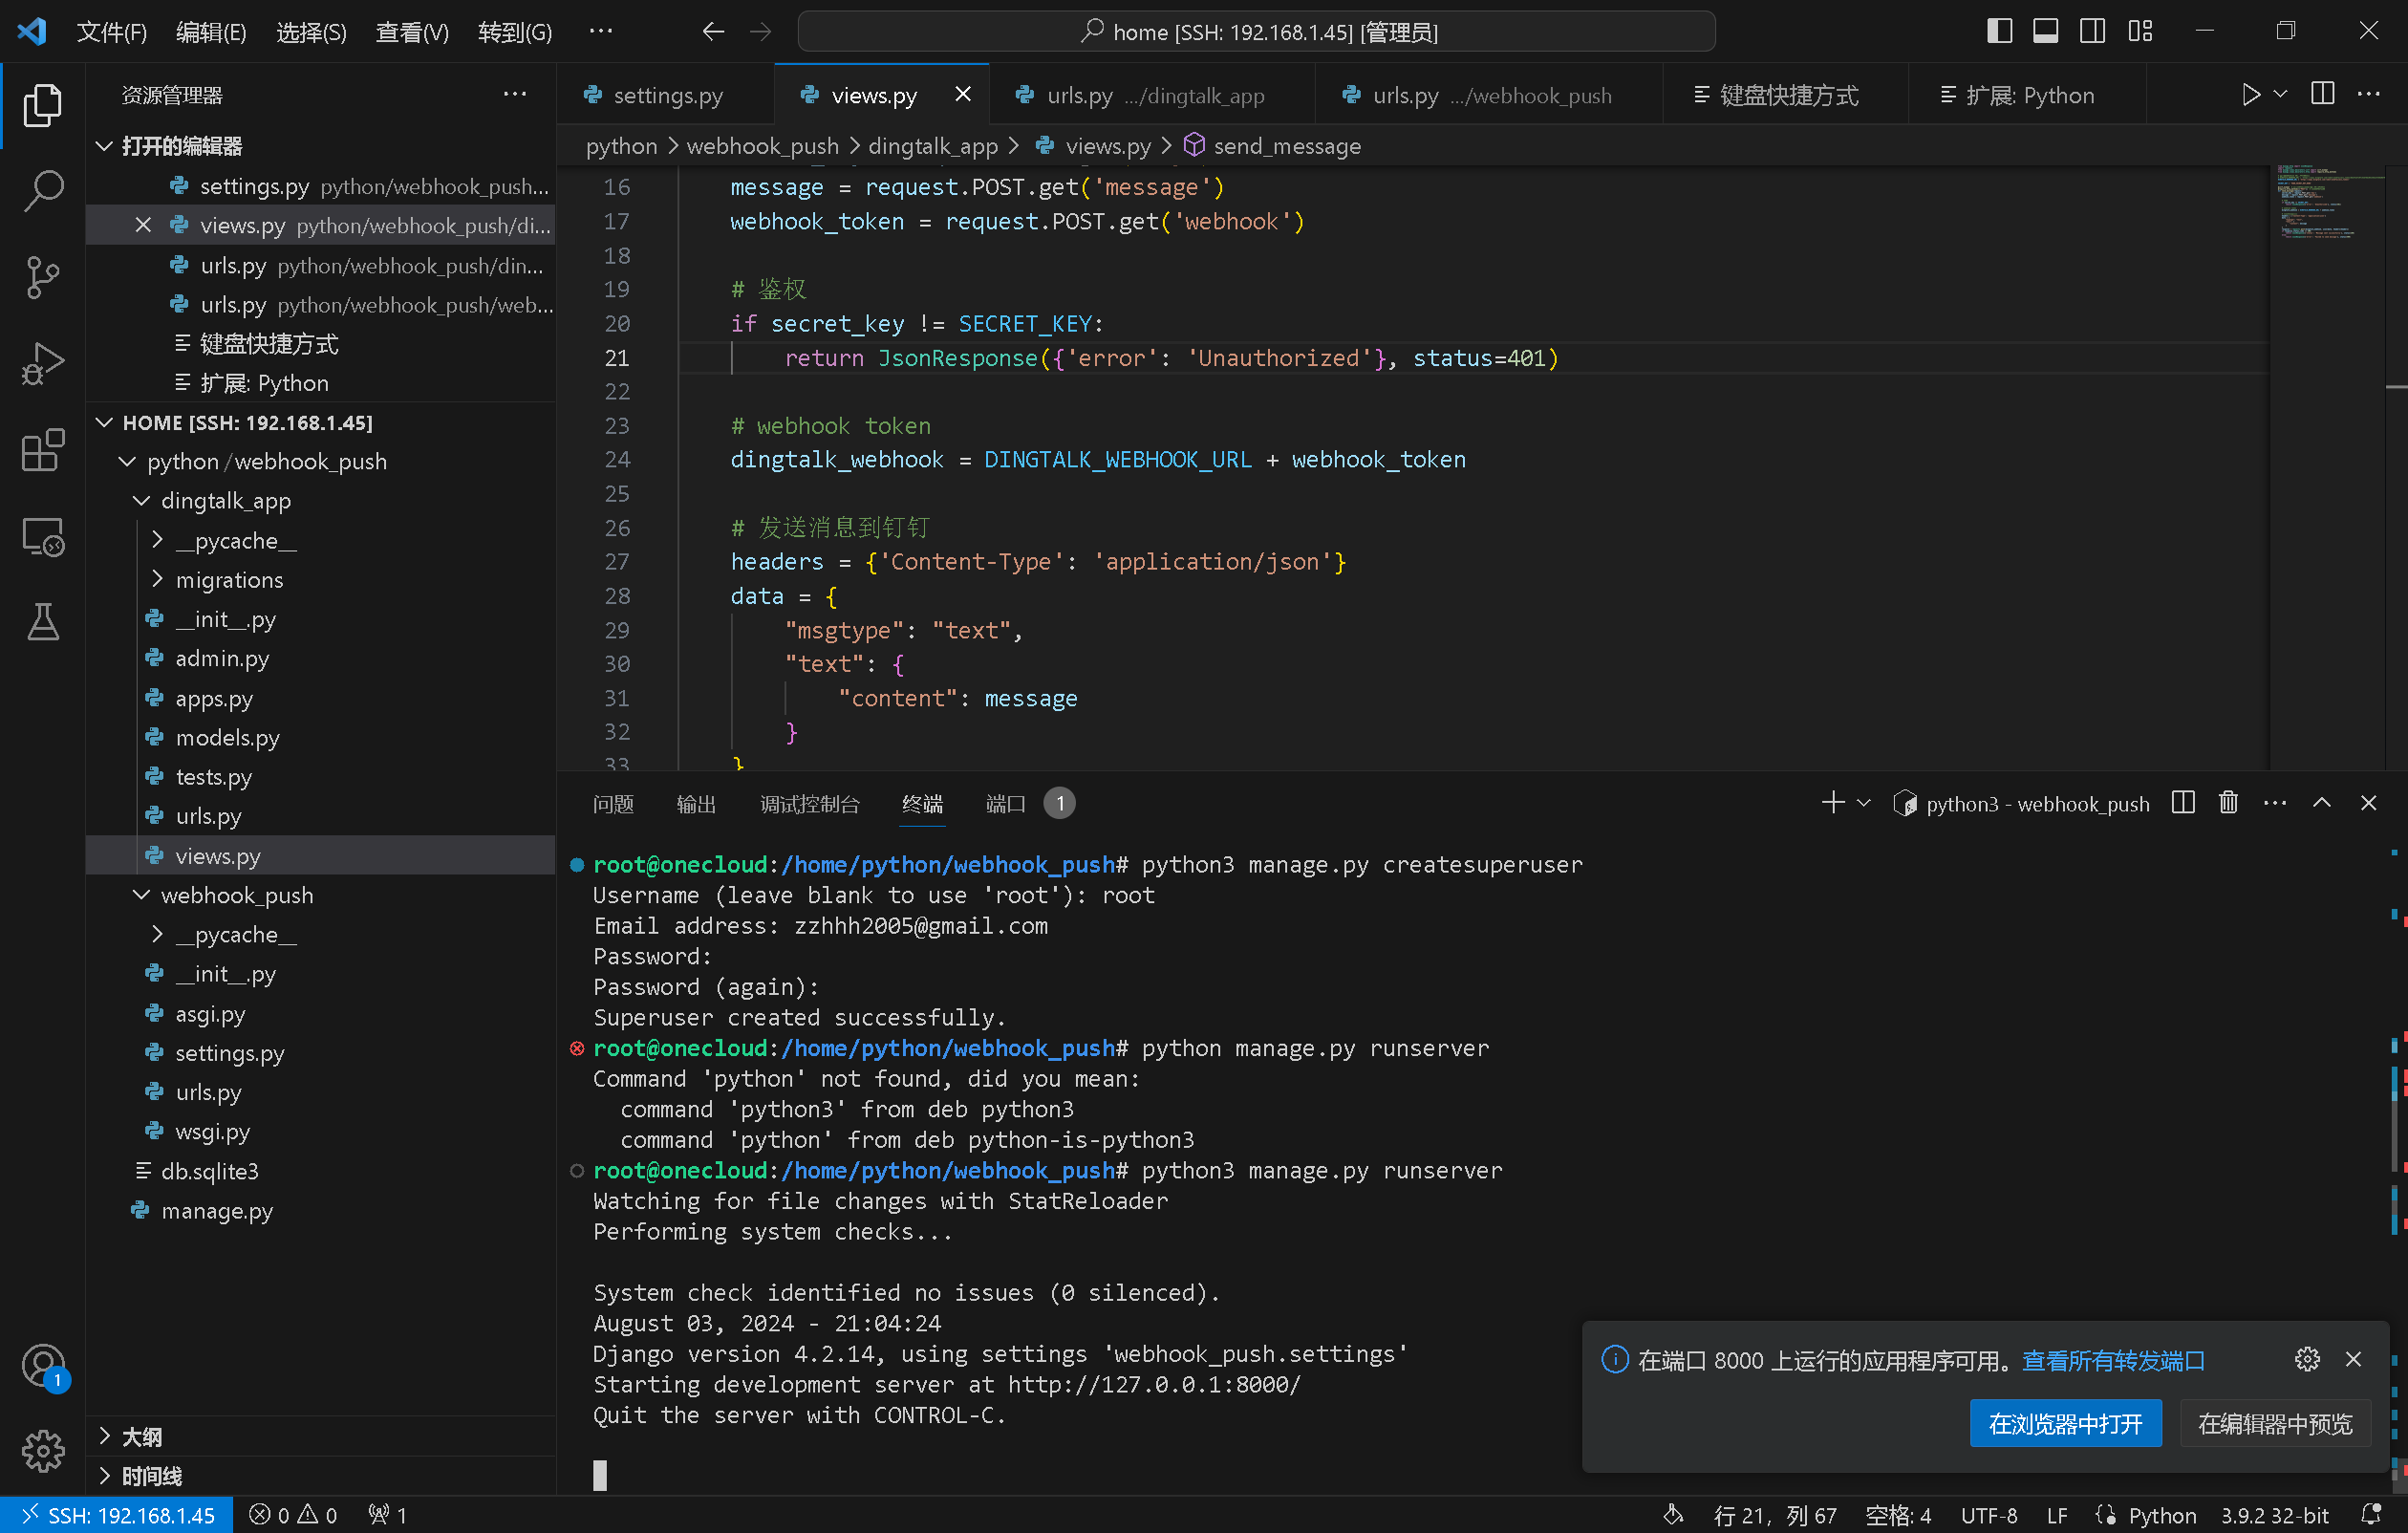 文件(F) 编辑(E) 选择(S) 查看(V) 转到(G) ··· home [SSH: 192.168.1.45] [管理员]
资源管理器
打开的编辑器
settings.py python/webhook_push...
views.py python/webhook_push/di...
urls.py python/webhook_push/din...
urls.py python/webhook_push/web...
键盘快捷方式
扩展: Python
HOME [SSH: 192.168.1.45]
python/webhook_push
dingtalk_app
__pycache__
migrations
__init__.py
admin.py
apps.py
models.py
tests.py
urls.py
views.py
webhook_push
__pycache__
__init__.py
asgi.py
settings.py
urls.py
wsgi.py
db.sqlite3
manage.py
大纲
时间线
1
settings.py views.py urls.py .../dingtalk_app urls.py .../webhook_push 键盘快捷方式 扩展: Python
python > webhook_push > dingtalk_app > views.py > send_message
16 message = request.POST.get('message')
17 webhook_token = request.POST.get('webhook')
18
19 # 鉴权
20 if secret_key != SECRET_KEY:
21 return JsonResponse({'error': 'Unauthorized'}, status=401)
22
23 # webhook token
24 dingtalk_webhook = DINGTALK_WEBHOOK_URL + webhook_token
25
26 # 发送消息到钉钉
27 headers = {'Content-Type': 'application/json'}
28 data = {
29 "msgtype": "text",
30 "text": {
31 "content": message
32 }
33 }
问题 输出 调试控制台 终端 端口 1 python3 - webhook_push
root@onecloud:/home/python/webhook_push# python3 manage.py createsuperuser
Username (leave blank to use 'root'): root
Email address: zzhhh2005@gmail.com
Password:
Password (again):
Superuser created successfully.
root@onecloud:/home/python/webhook_push# python manage.py runserver
Command 'python' not found, did you mean:
command 'python3' from deb python3
command 'python' from deb python-is-python3
root@onecloud:/home/python/webhook_push# python3 manage.py runserver
Watching for file changes with StatReloader
Performing system checks...
System check identified no issues (0 silenced).
August 03, 2024 - 21:04:24
Django version 4.2.14, using settings 'webhook_push.settings'
Starting development server at http://127.0.0.1:8000/
Quit the server with CONTROL-C.
在端口 8000 上运行的应用程序可用。查看所有转发端口
在浏览器中打开 在编辑器中预览
SSH: 192.168.1.45 0 0 1 行 21，列 67 空格: 4 UTF-8 LF Python 3.9.2 32-bit